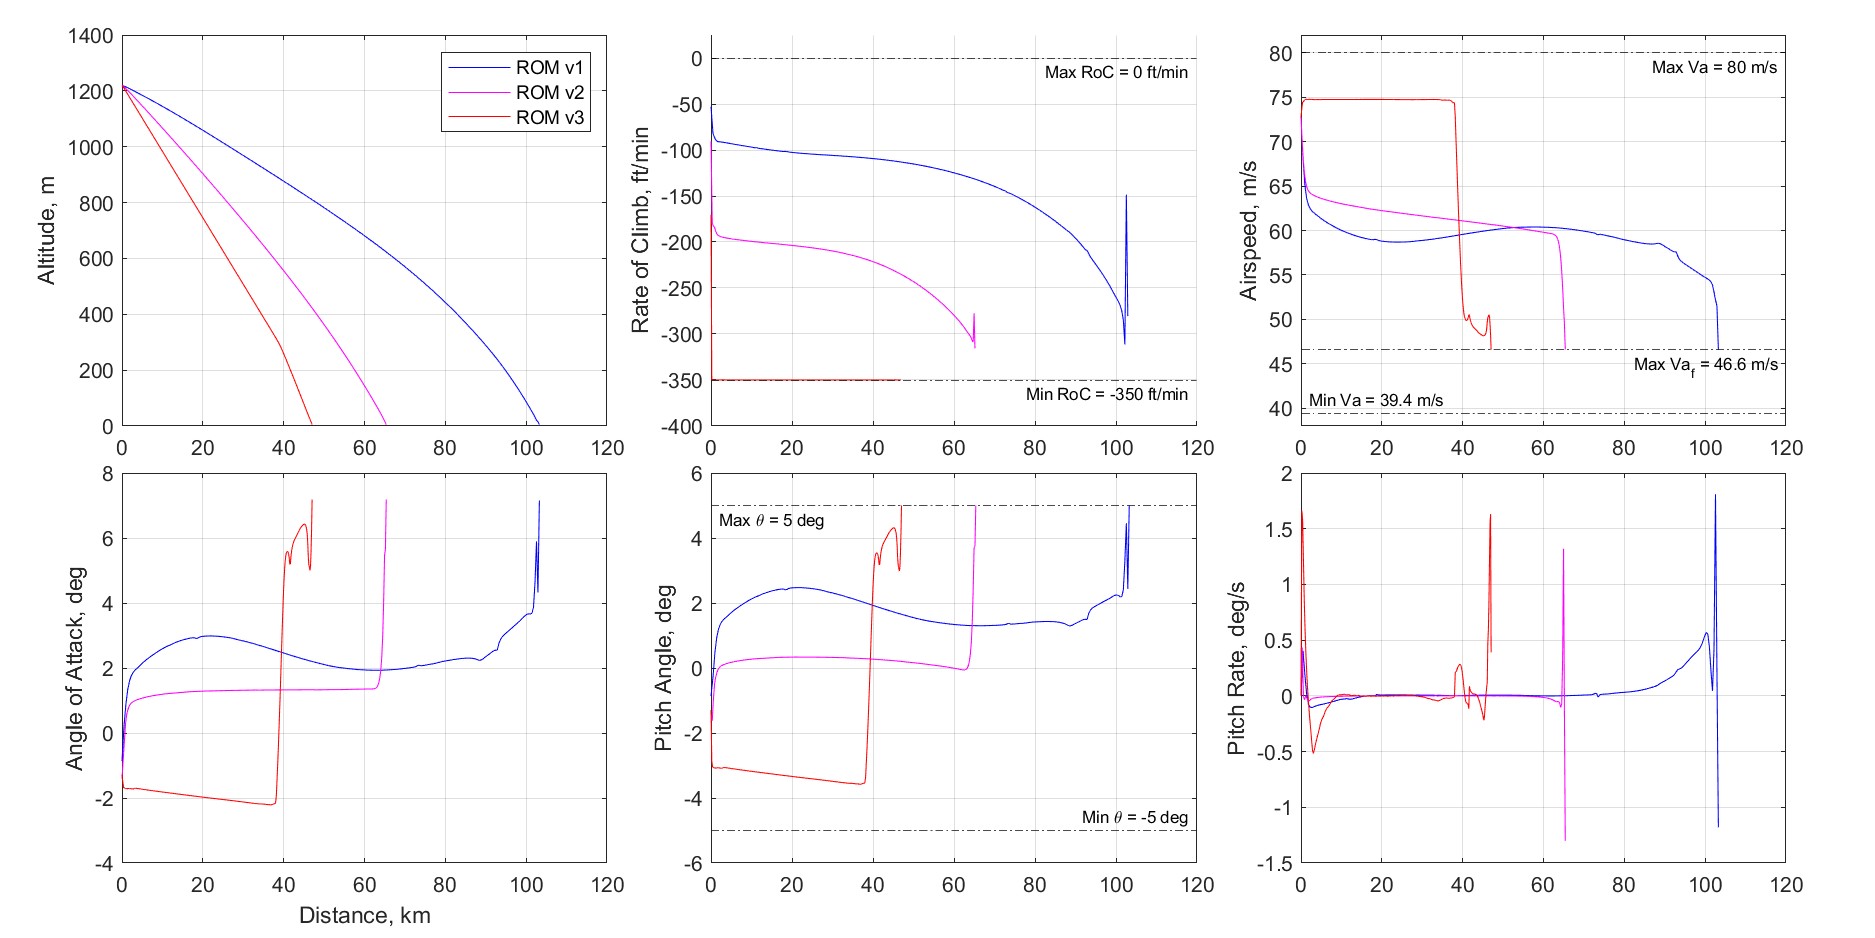 1400
1200
1000
800
600
400
200
0
0 20 40 60 80 100 120
Altitude, m
ROM v1
ROM v2
ROM v3
0
-50
-100
-150
-200
-250
-300
-350
-400
0 20 40 60 80 100 120
Rate of Climb, ft/min
Max RoC = 0 ft/min
Min RoC = -350 ft/min
80
75
70
65
60
55
50
45
40
0 20 40 60 80 100 120
Airspeed, m/s
Max Va = 80 m/s
Max Va_f = 46.6 m/s
Min Va = 39.4 m/s
8
6
4
2
0
-2
-4
0 20 40 60 80 100 120
Angle of Attack, deg
Distance, km
6
4
2
0
-2
-4
-6
0 20 40 60 80 100 120
Pitch Angle, deg
Max θ = 5 deg
Min θ = -5 deg
2
1.5
1
0.5
0
-0.5
-1
-1.5
0 20 40 60 80 100 120
Pitch Rate, deg/s